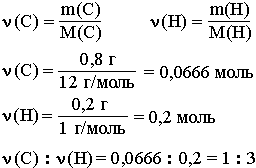 ν(C) = m(C)/M(C) ν(H) = m(H)/M(H)
ν(C) = 0,8 г/12 г/моль = 0,0666 моль
ν(H) = 0,2 г/1 г/моль = 0,2 моль
ν(C) : ν(H) = 0,0666 : 0,2 = 1 : 3